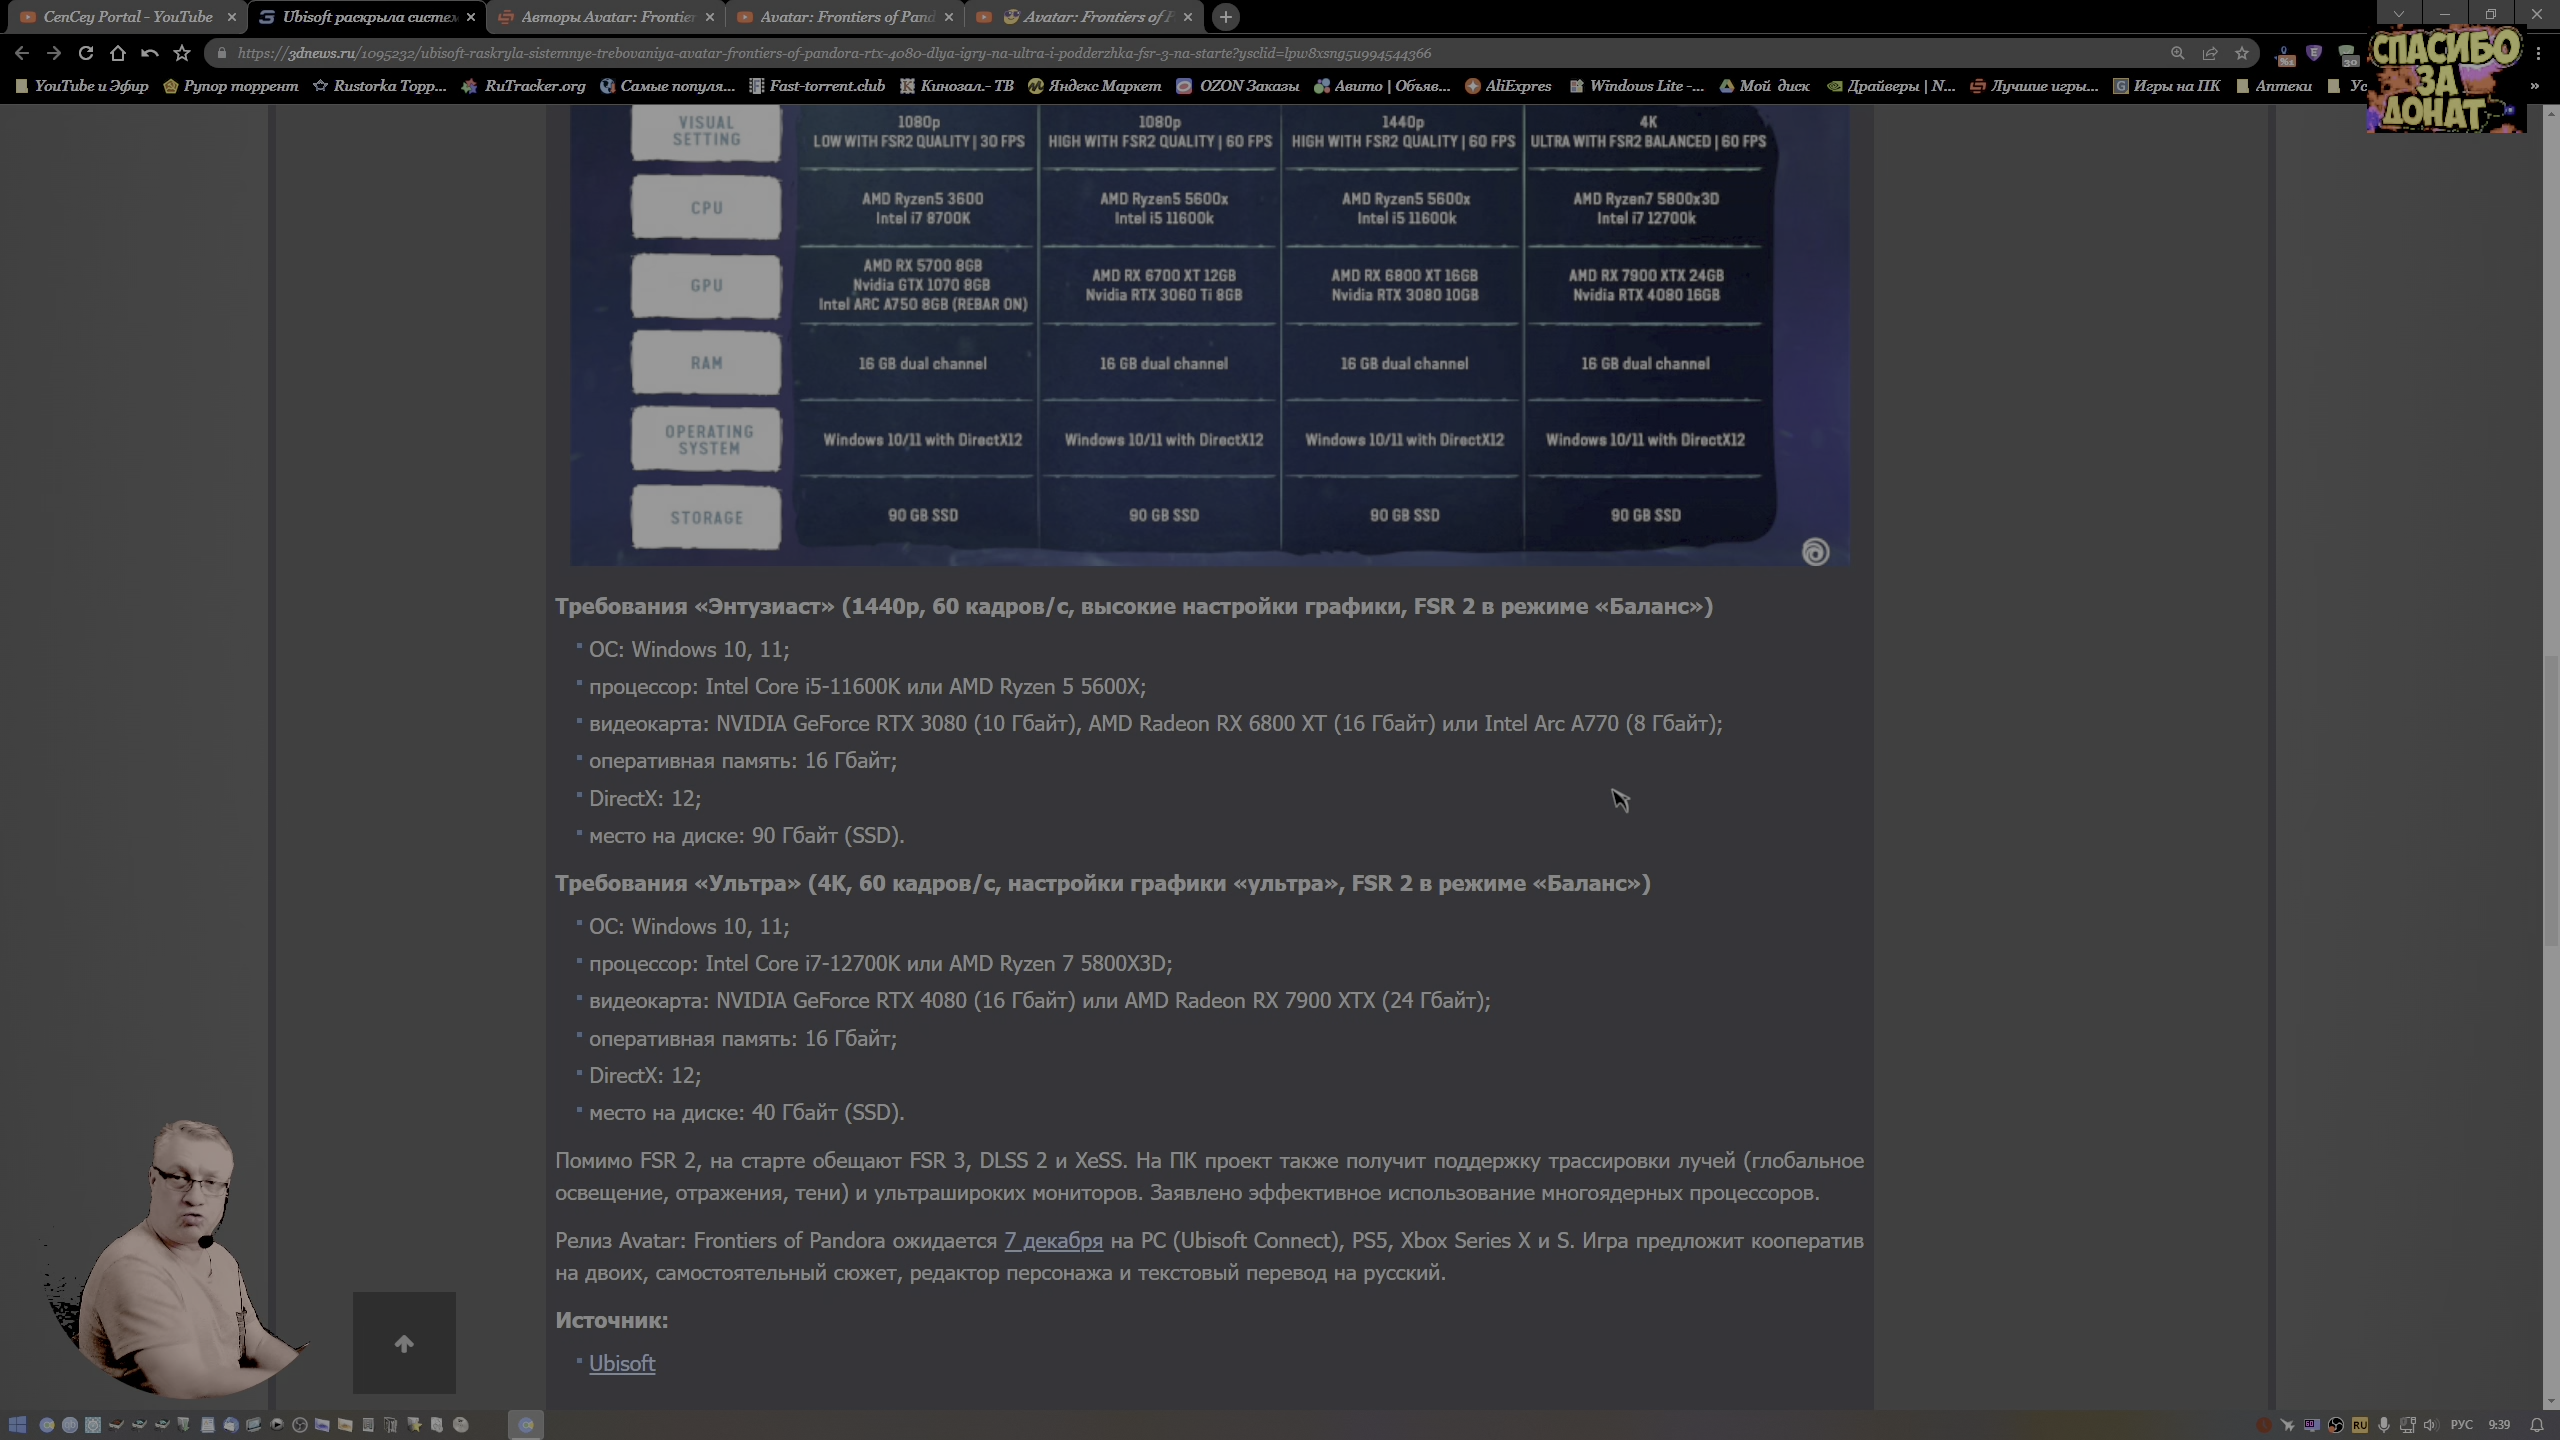 CenCey Portal - YouTube
Ubisoft раскрыла систем
Авторы Avatar: Frontier
Avatar: Frontiers of Pand
Avatar: Frontiers of P
https://3dnews.ru/1095232/ubisoft-raskryla-sistemnye-trebovaniya-avatar-frontiers-of-pandora-rtx-4080-dlya-igry-na-ultra-i-podderzhka-fsr-3-na-starte?ysclid=lpw8xsng5u994544366
СПАСИБО
ЗА
ДОНАТ
YouTube и Эфир
Рупор торрент
Rustorka Topp...
RuTracker.org
Самые популя...
Fast-torrent.club
Кинозал.- ТВ
Яндекс Маркет
OZON Заказы
Авито | Объяв...
AliExpres
Windows Lite -...
Мой диск
Драйверы | N...
Лучшие игры...
Игры на ПК
Аптеки
Ус
»
VISUAL SETTING
1080p
LOW WITH FSR2 QUALITY | 30 FPS
1080p
HIGH WITH FSR2 QUALITY | 60 FPS
1440p
HIGH WITH FSR2 QUALITY | 60 FPS
4K
ULTRA WITH FSR2 BALANCED | 60 FPS
CPU
AMD Ryzen5 3600
Intel i7 8700K
AMD Ryzen5 5600x
Intel i5 11600k
AMD Ryzen5 5600x
Intel i5 11600k
AMD Ryzen7 5800x3D
Intel i7 12700k
GPU
AMD RX 5700 8GB
Nvidia GTX 1070 8GB
Intel ARC A750 8GB (REBAR ON)
AMD RX 6700 XT 12GB
Nvidia RTX 3060 Ti 8GB
AMD RX 6800 XT 16GB
Nvidia RTX 3080 10GB
AMD RX 7900 XTX 24GB
Nvidia RTX 4080 16GB
RAM
16 GB dual channel
16 GB dual channel
16 GB dual channel
16 GB dual channel
OPERATING SYSTEM
Windows 10/11 with DirectX12
Windows 10/11 with DirectX12
Windows 10/11 with DirectX12
Windows 10/11 with DirectX12
STORAGE
90 GB SSD
90 GB SSD
90 GB SSD
90 GB SSD
Требования «Энтузиаст» (1440p, 60 кадров/с, высокие настройки графики, FSR 2 в режиме «Баланс»)
ОС: Windows 10, 11;
процессор: Intel Core i5-11600K или AMD Ryzen 5 5600X;
видеокарта: NVIDIA GeForce RTX 3080 (10 Гбайт), AMD Radeon RX 6800 XT (16 Гбайт) или Intel Arc A770 (8 Гбайт);
оперативная память: 16 Гбайт;
DirectX: 12;
место на диске: 90 Гбайт (SSD).
Требования «Ультра» (4K, 60 кадров/с, настройки графики «ультра», FSR 2 в режиме «Баланс»)
ОС: Windows 10, 11;
процессор: Intel Core i7-12700K или AMD Ryzen 7 5800X3D;
видеокарта: NVIDIA GeForce RTX 4080 (16 Гбайт) или AMD Radeon RX 7900 XTX (24 Гбайт);
оперативная память: 16 Гбайт;
DirectX: 12;
место на диске: 40 Гбайт (SSD).
Помимо FSR 2, на старте обещают FSR 3, DLSS 2 и XeSS. На ПК проект также получит поддержку трассировки лучей (глобальное
освещение, отражения, тени) и ультрашироких мониторов. Заявлено эффективное использование многоядерных процессоров.
Релиз Avatar: Frontiers of Pandora ожидается 7 декабря на PC (Ubisoft Connect), PS5, Xbox Series X и S. Игра предложит кооператив
на двоих, самостоятельный сюжет, редактор персонажа и текстовый перевод на русский.
Источник:
Ubisoft
RU
РУС
9:39